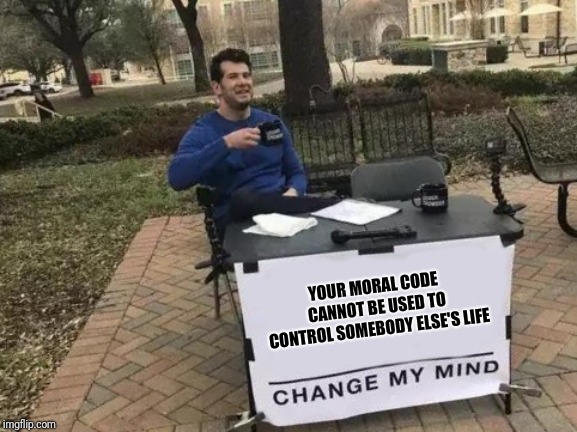 YOUR MORAL CODE
CANNOT BE USED TO
CONTROL SOMEBODY ELSE'S LIFE
CHANGE MY MIND
imgflip.com